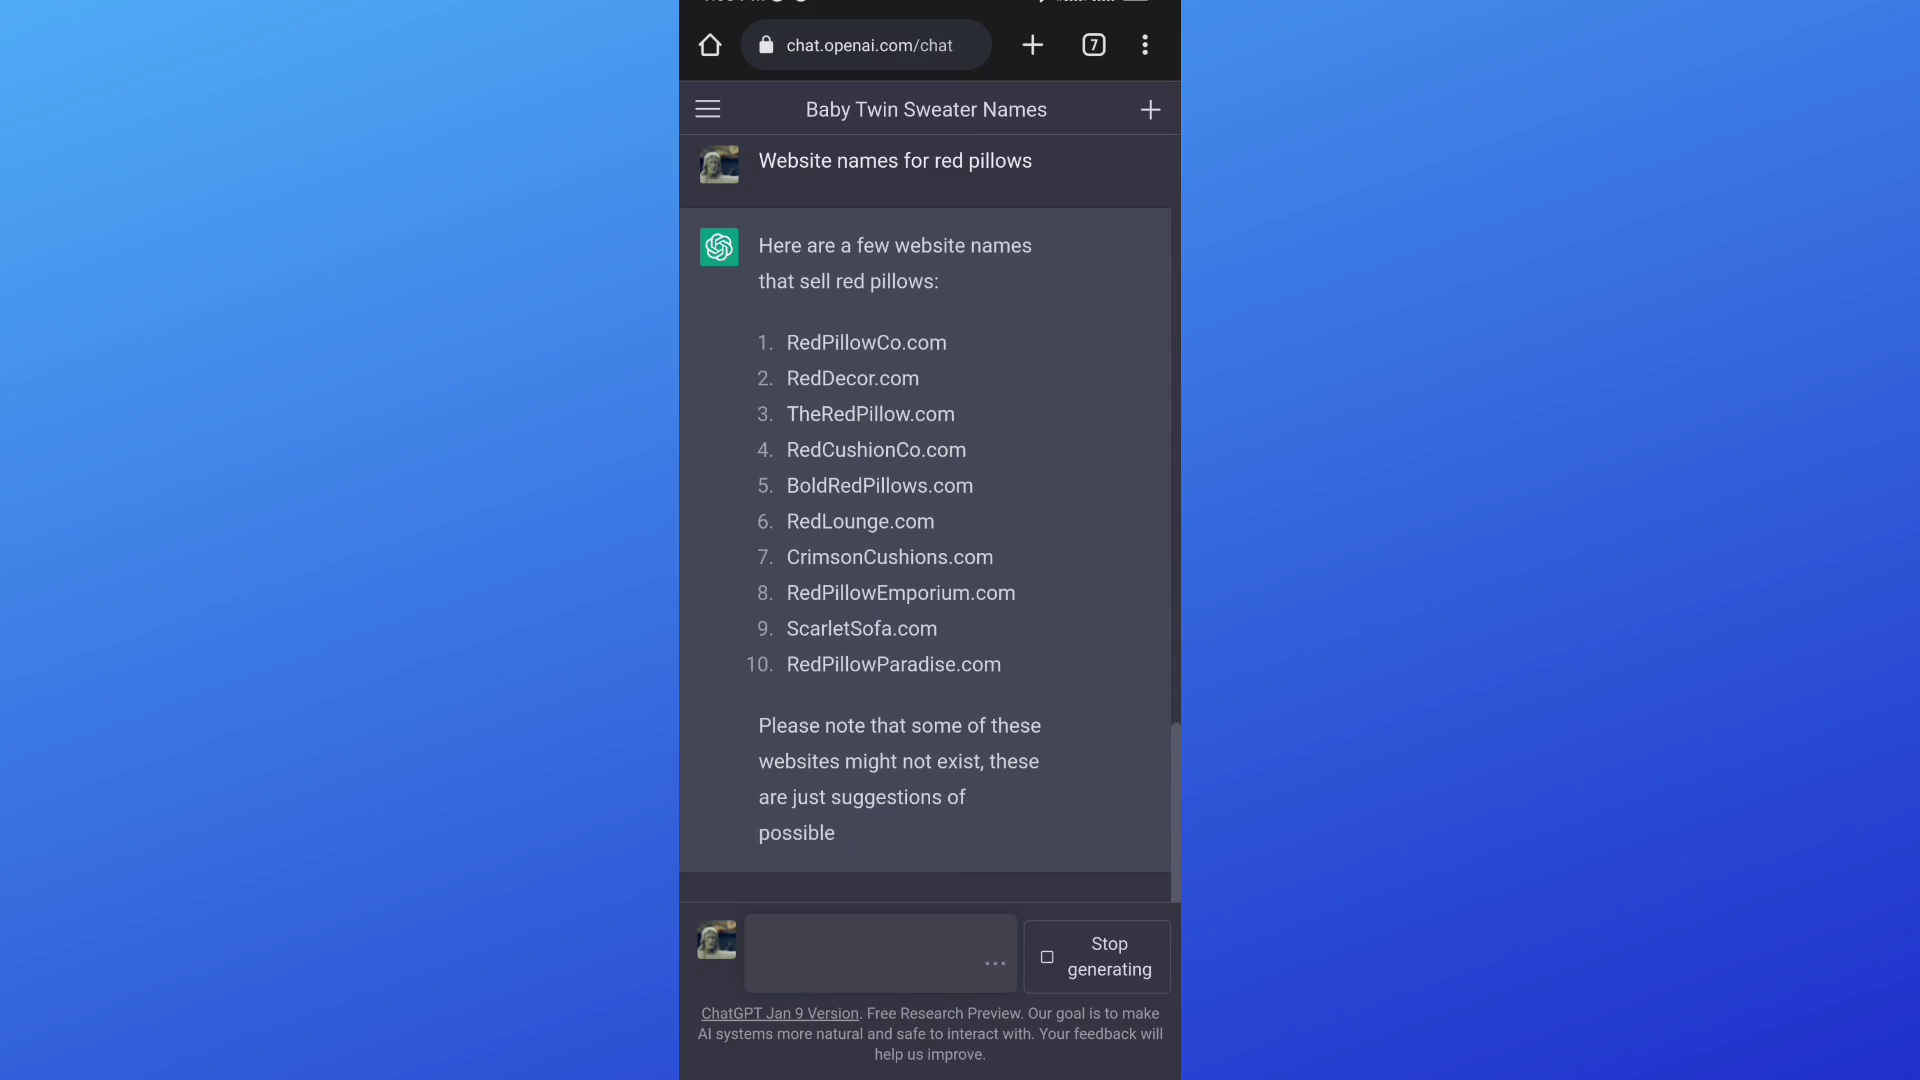 chat.openai.com/chat
7
Baby Twin Sweater Names
Website names for red pillows
Here are a few website names
that sell red pillows:
1. RedPillowCo.com
2. RedDecor.com
3. TheRedPillow.com
4. RedCushionCo.com
5. BoldRedPillows.com
6. RedLounge.com
7. CrimsonCushions.com
8. RedPillowEmporium.com
9. ScarletSofa.com
10. RedPillowParadise.com
Please note that some of these
websites might not exist, these
are just suggestions of
possible
Stop
generating
ChatGPT Jan 9 Version. Free Research Preview. Our goal is to make
AI systems more natural and safe to interact with. Your feedback will
help us improve.